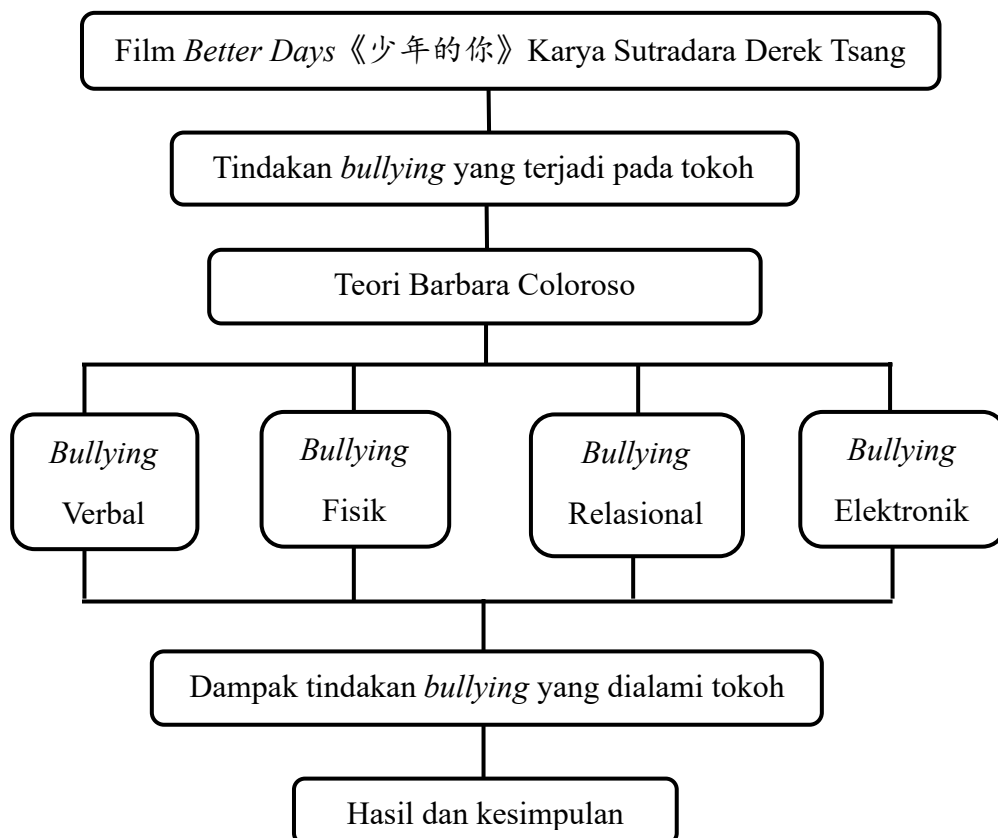 Film Better Days《少年的你》Karya Sutradara Derek Tsang
Tindakan bullying yang terjadi pada tokoh
Teori Barbara Coloroso
Bullying
Verbal
Bullying
Fisik
Bullying
Relasional
Bullying
Elektronik
Dampak tindakan bullying yang dialami tokoh
Hasil dan kesimpulan